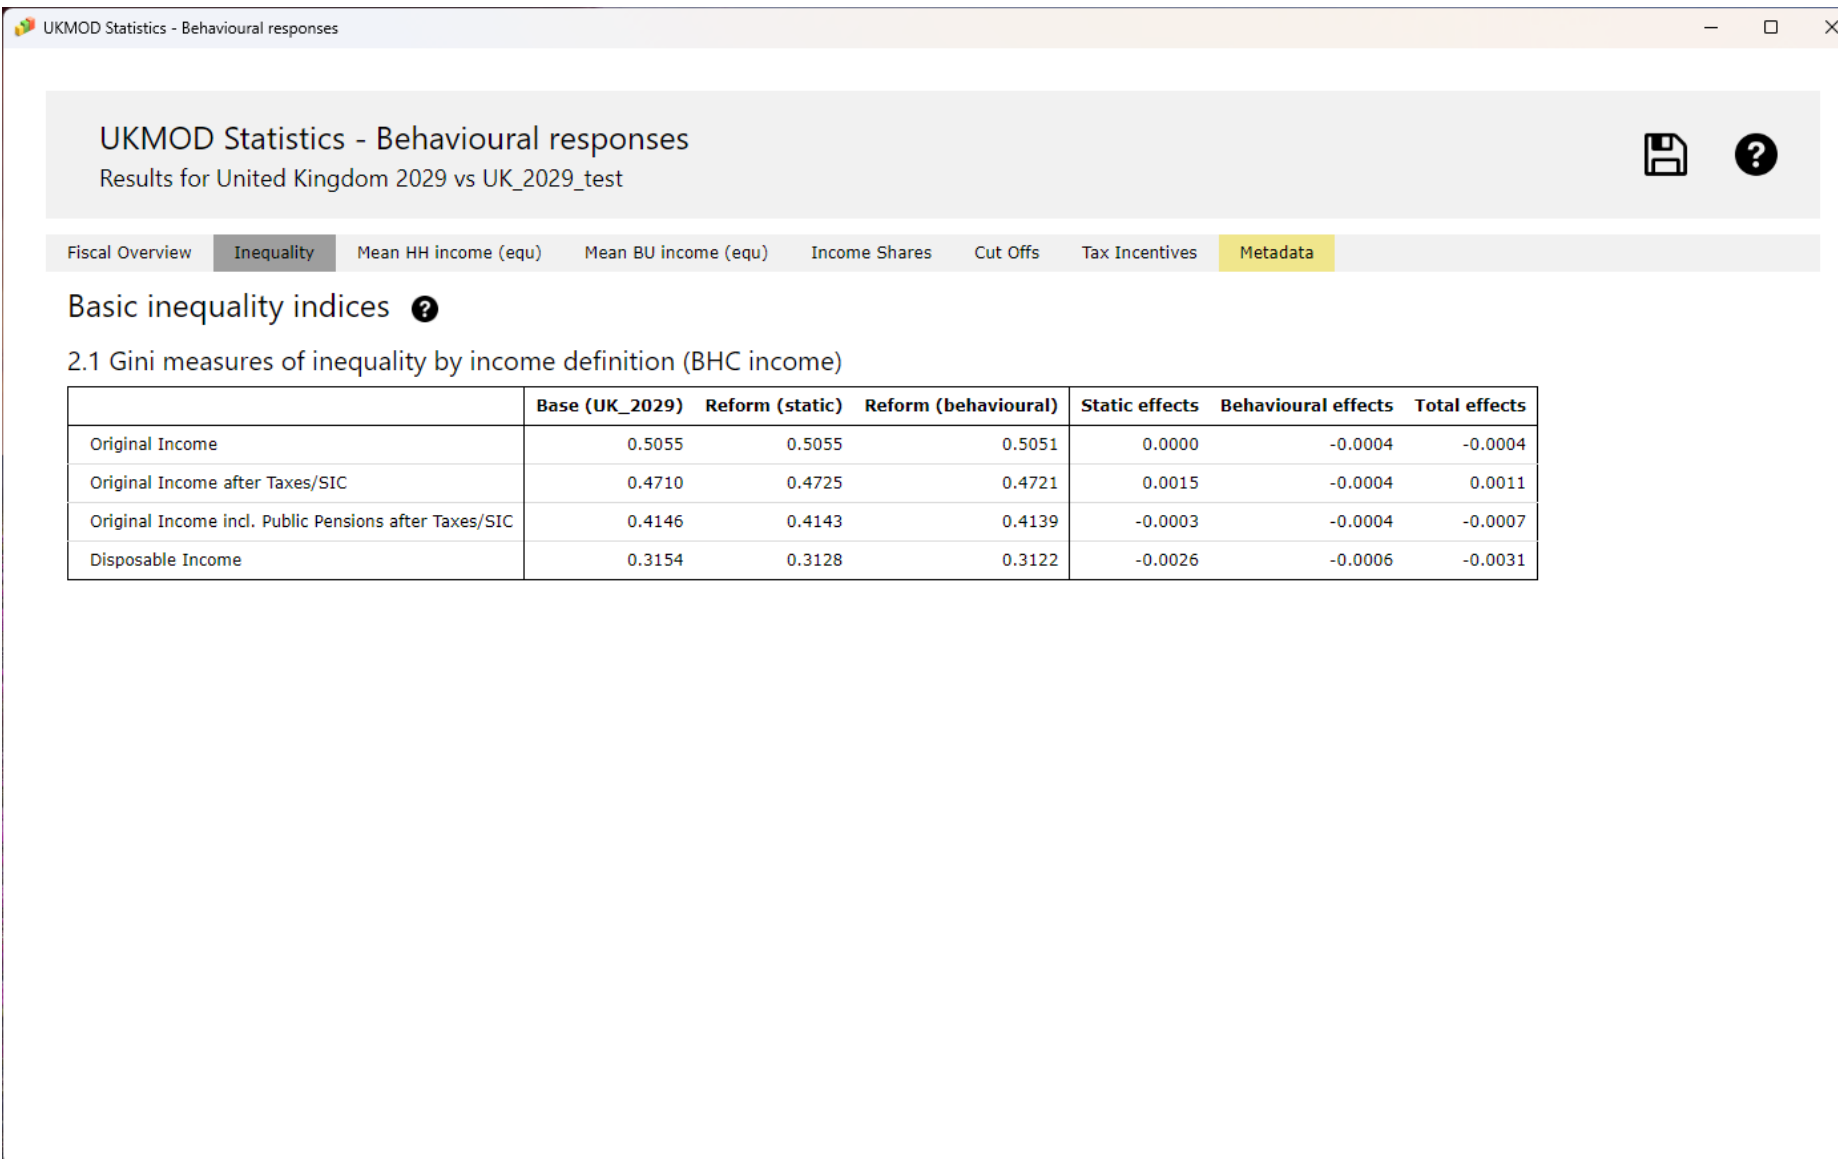 UKMOD Statistics - Behavioural responses
UKMOD Statistics - Behavioural responses
Results for United Kingdom 2029 vs UK_2029_test
Fiscal Overview Inequality Mean HH income (equ) Mean BU income (equ) Income Shares Cut Offs Tax Incentives Metadata
Basic inequality indices ?
2.1 Gini measures of inequality by income definition (BHC income)
Base (UK_2029) Reform (static) Reform (behavioural) Static effects Behavioural effects Total effects
Original Income 0.5055 0.5055 0.5051 0.0000 -0.0004 -0.0004
Original Income after Taxes/SIC 0.4710 0.4725 0.4721 0.0015 -0.0004 0.0011
Original Income incl. Public Pensions after Taxes/SIC 0.4146 0.4143 0.4139 -0.0003 -0.0004 -0.0007
Disposable Income 0.3154 0.3128 0.3122 -0.0026 -0.0006 -0.0031